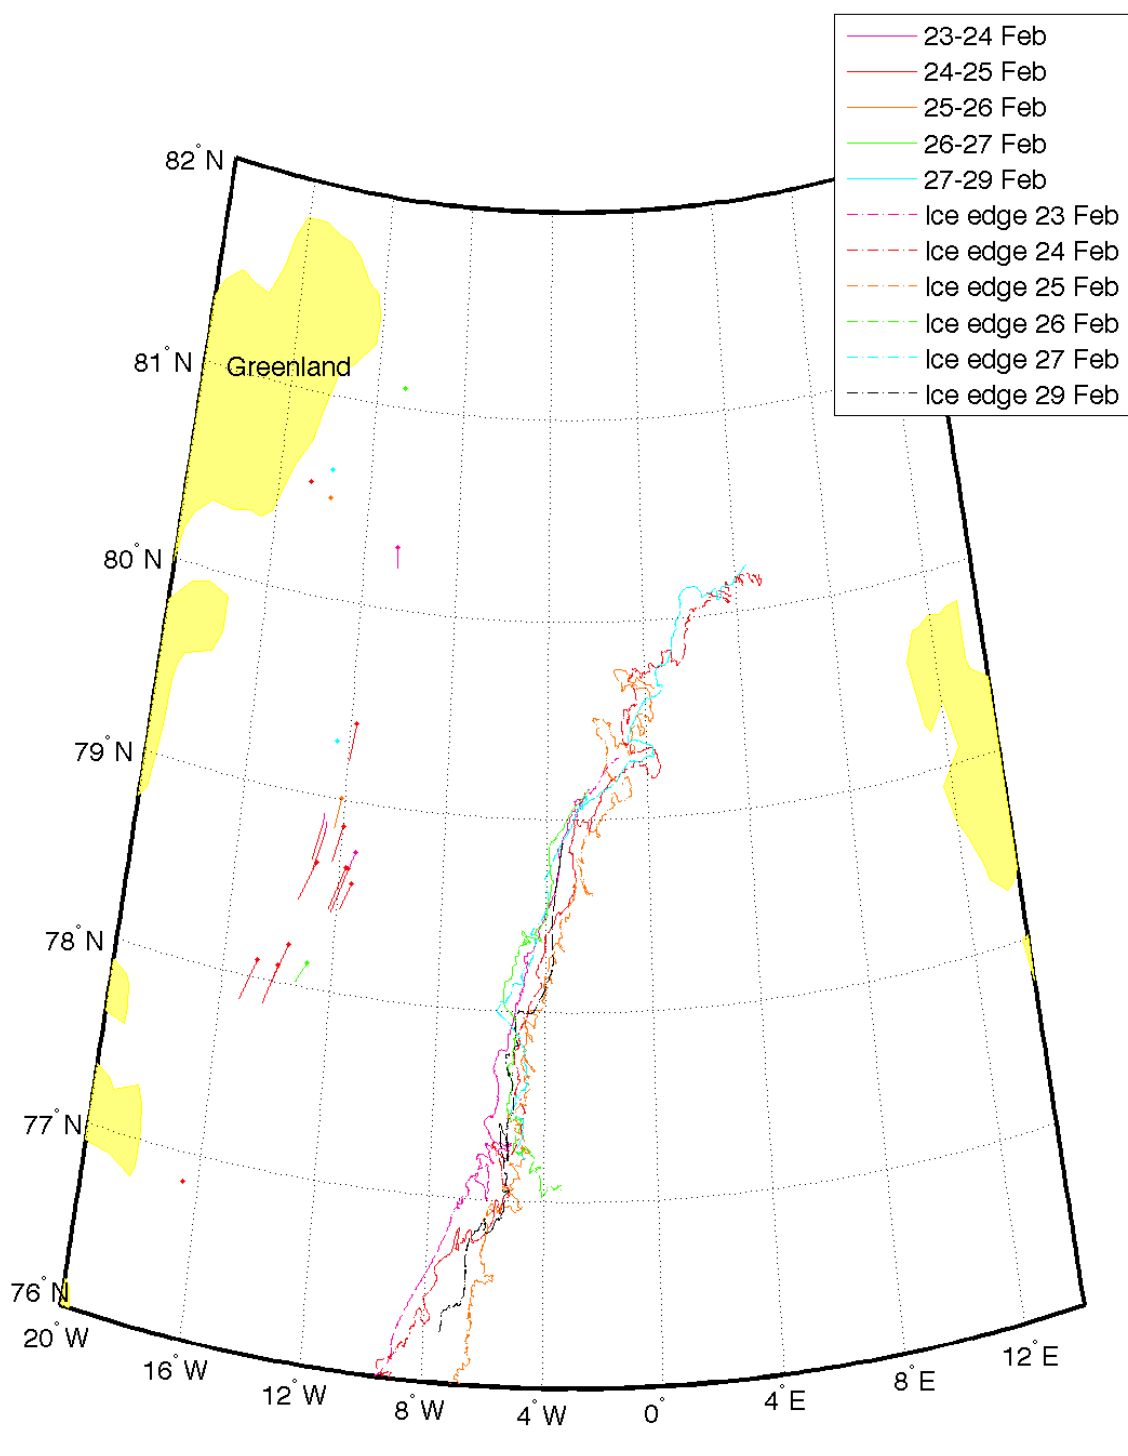 23-24 Feb
24-25 Feb
25-26 Feb
26-27 Feb
27-29 Feb
Ice edge 23 Feb
Ice edge 24 Feb
Ice edge 25 Feb
Ice edge 26 Feb
Ice edge 27 Feb
Ice edge 29 Feb
82° N
81° N
Greenland
80° N
79° N
78° N
77° N
76° N
20° W
16° W
12° W
8° W
4° W
0°
4° E
8° E
12° E